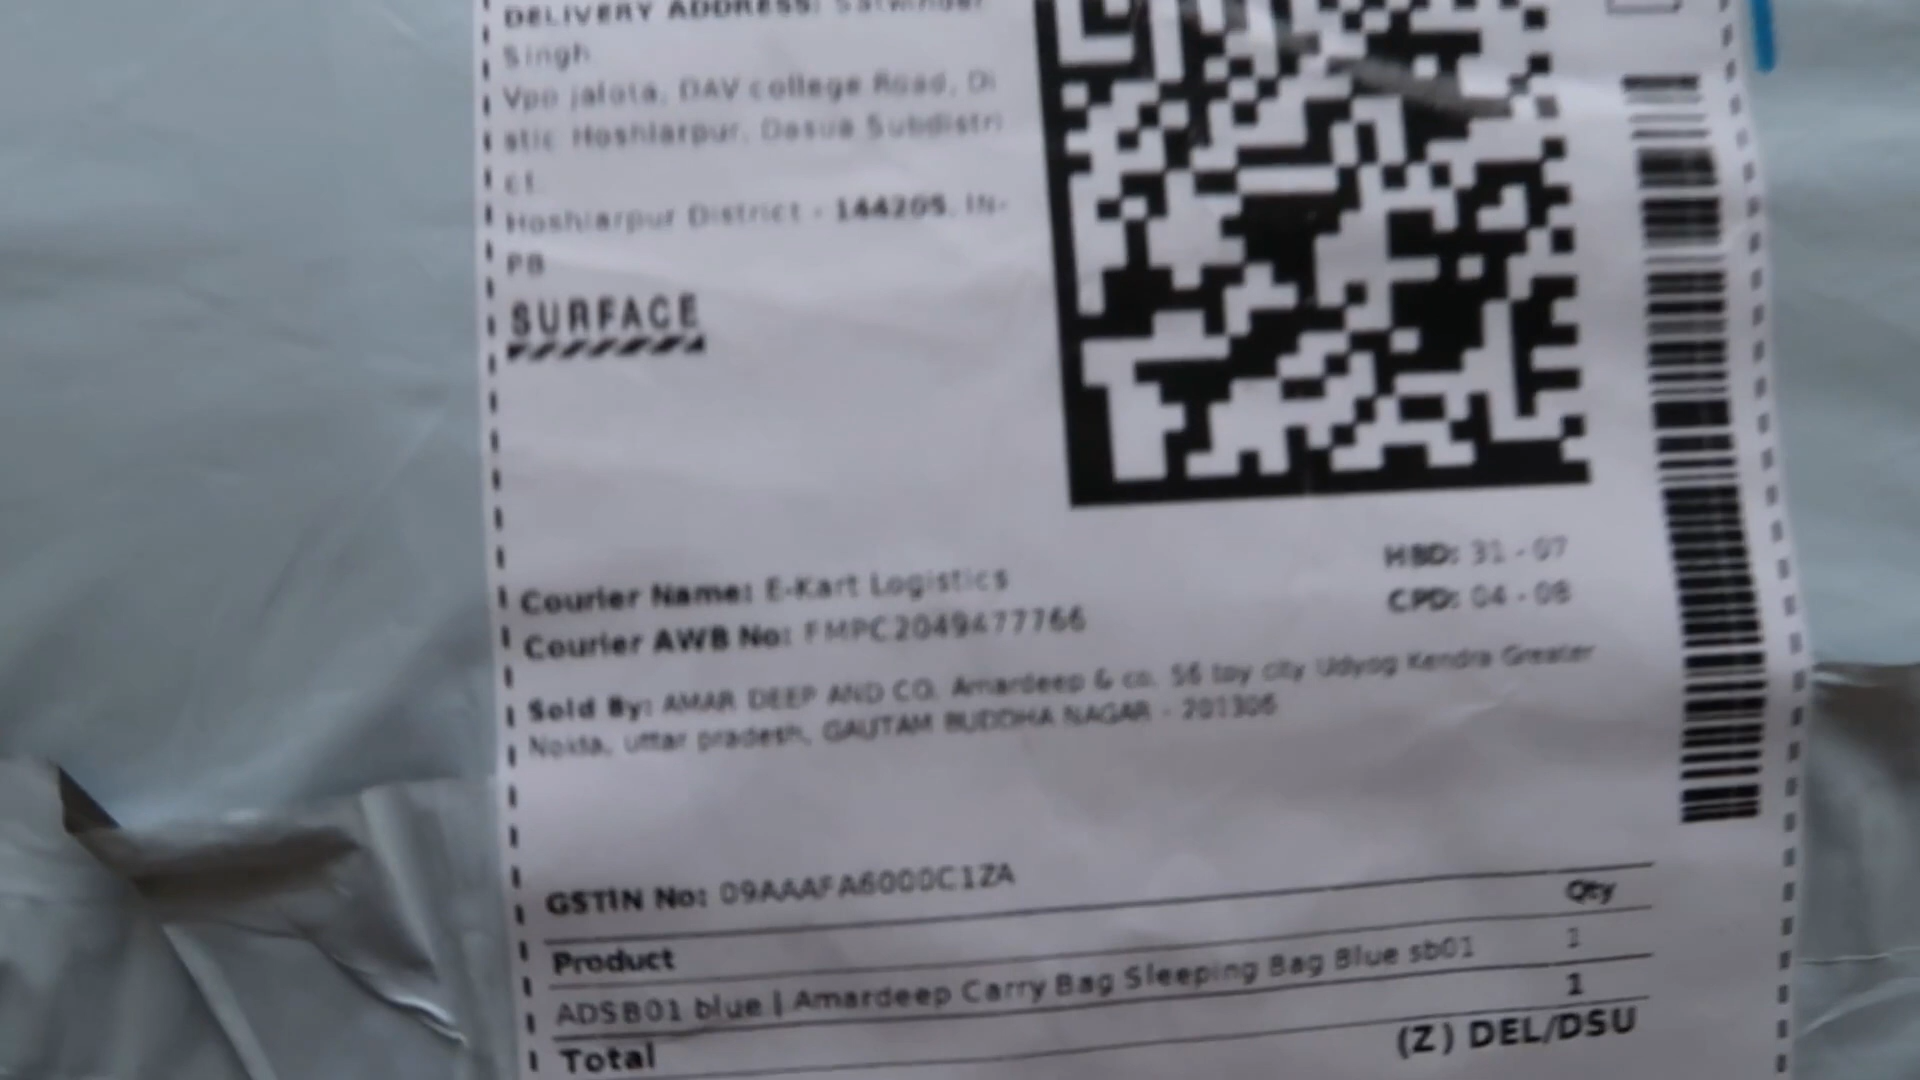 DELIVERY ADDRESS: Satwinder
Singh
Vpo jalota, DAV college Road, Di
stic Hoshiarpur, Dasua Subdistri
ct.
Hoshiarpur District - 144205, IN-
PB
SURFACE
HBD: 31 - 07
CPD: 04 - 08
Courier Name: E-Kart Logistics
Courier AWB No: FMPC2049477766
Sold By: AMAR DEEP AND CO. Amardeep & co. 56 toy city Udyog Kendra Greater
Noida, uttar pradesh, GAUTAM BUDDHA NAGAR - 201306
GSTIN No: 09AAAFA6000C1ZA
Product Qty
ADSB01 blue | Amardeep Carry Bag Sleeping Bag Blue sb01 1
Total 1
(Z) DEL/DSU